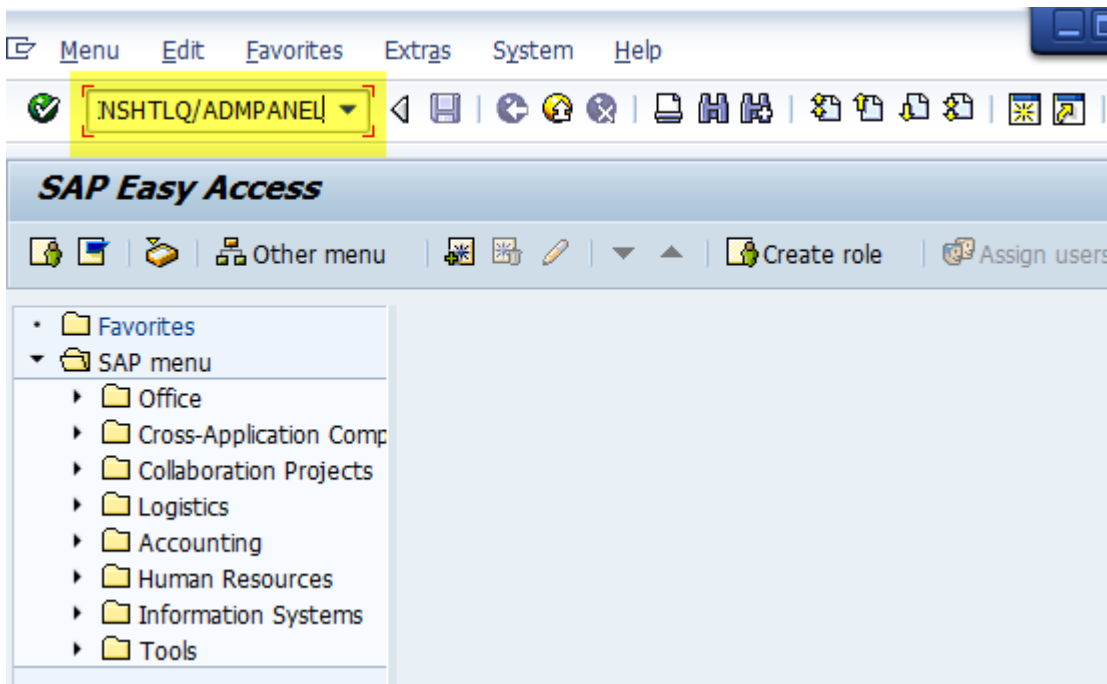 Menu Edit Favorites Extras System Help
NSHTLQ/ADMPANEL
SAP Easy Access
Other menu Create role Assign users
Favorites
SAP menu
Office
Cross-Application Comp
Collaboration Projects
Logistics
Accounting
Human Resources
Information Systems
Tools